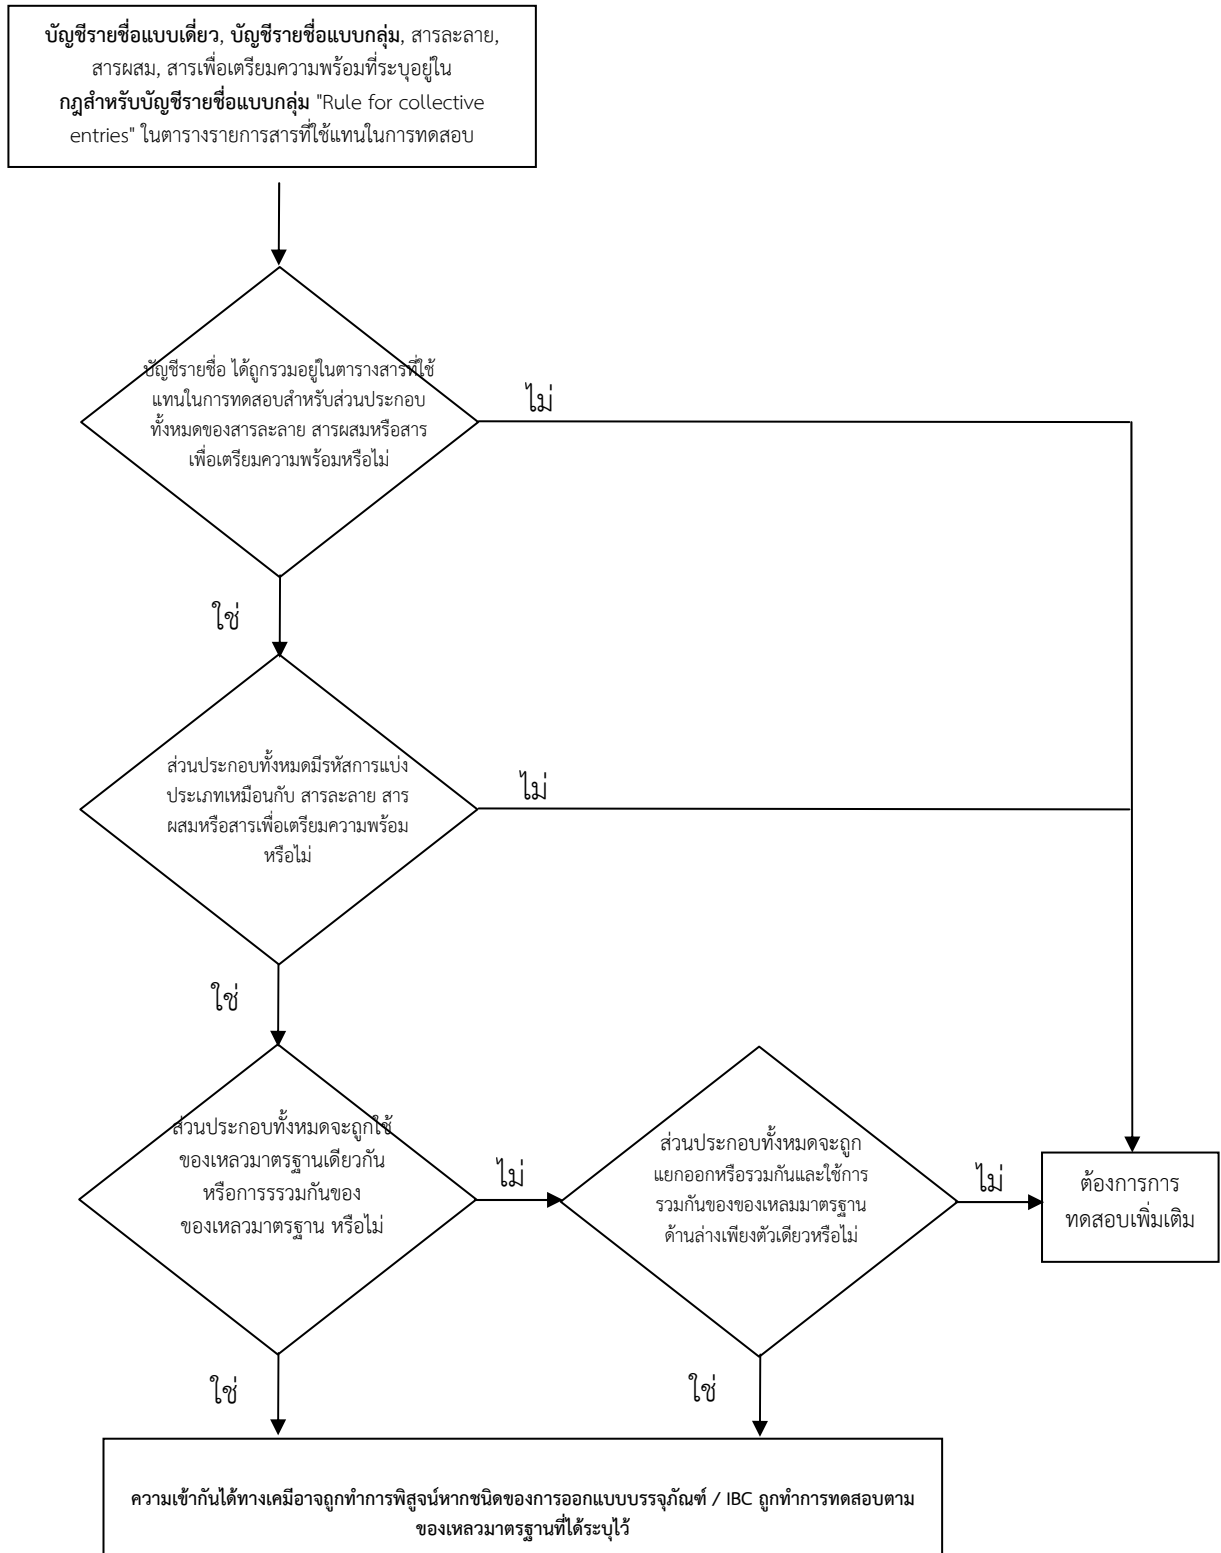 บัญชีรายชื่อแบบเดี่ยว, บัญชีรายชื่อแบบกลุ่ม, สารละลาย,
สารผสม, สารเพื่อเตรียมความพร้อมที่ระบุอยู่ใน
กฎสำหรับบัญชีรายชื่อแบบกลุ่ม "Rule for collective
entries" ในตารางรายการสารที่ใช้แทนในการทดสอบ
บัญชีรายชื่อ ได้ถูกรวมอยู่ในตารางสารที่ใช้
แทนในการทดสอบสำหรับส่วนประกอบ
ทั้งหมดของสารละลาย สารผสมหรือสาร
เพื่อเตรียมความพร้อมหรือไม่
ไม่
ใช่
ส่วนประกอบทั้งหมดมีรหัสการแบ่ง
ประเภทเหมือนกับ สารละลาย สาร
ผสมหรือสารเพื่อเตรียมความพร้อม
หรือไม่
ไม่
ใช่
ส่วนประกอบทั้งหมดจะถูกใช้
ของเหลวมาตรฐานเดียวกัน
หรือการรรวมกันของ
ของเหลวมาตรฐาน หรือไม่
ไม่
ส่วนประกอบทั้งหมดจะถูก
แยกออกหรือรวมกันและใช้การ
รวมกันของของเหลมมาตรฐาน
ด้านล่างเพียงตัวเดียวหรือไม่
ไม่
ต้องการการ
ทดสอบเพิ่มเติม
ใช่
ใช่
ความเข้ากันได้ทางเคมีอาจถูกทำการพิสูจน์หากชนิดของการออกแบบบรรจุภัณฑ์ / IBC ถูกทำการทดสอบตาม
ของเหลวมาตรฐานที่ได้ระบุไว้